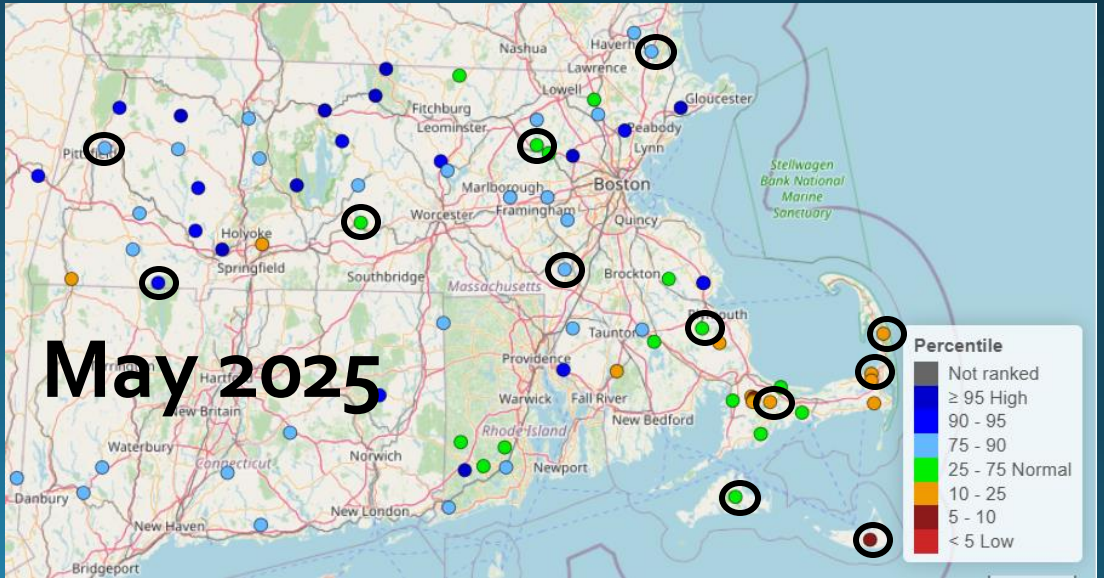 Nashua
Haverh
Lawrence
Lowell
Gloucester
Fitchburg
Leominster
Peabody
Lynn
Pittsfield
Stellwagen
Bank National
Marine
Sanctuary
Marlborough
Boston
Framingham
Worcester
Quincy
Holyoke
Springfield
Southbridge
Brockton
Massachusetts
Plymouth
Taunton
May 2025
Providence
Hartford
New Britain
Warwick
Fall River
New Bedford
Rhode Island
Waterbury
Connecticut
Norwich
Newport
Danbury
New London
New Haven
Bridgeport
Percentile
Not ranked
≥ 95 High
90 - 95
75 - 90
25 - 75 Normal
10 - 25
5 - 10
< 5 Low